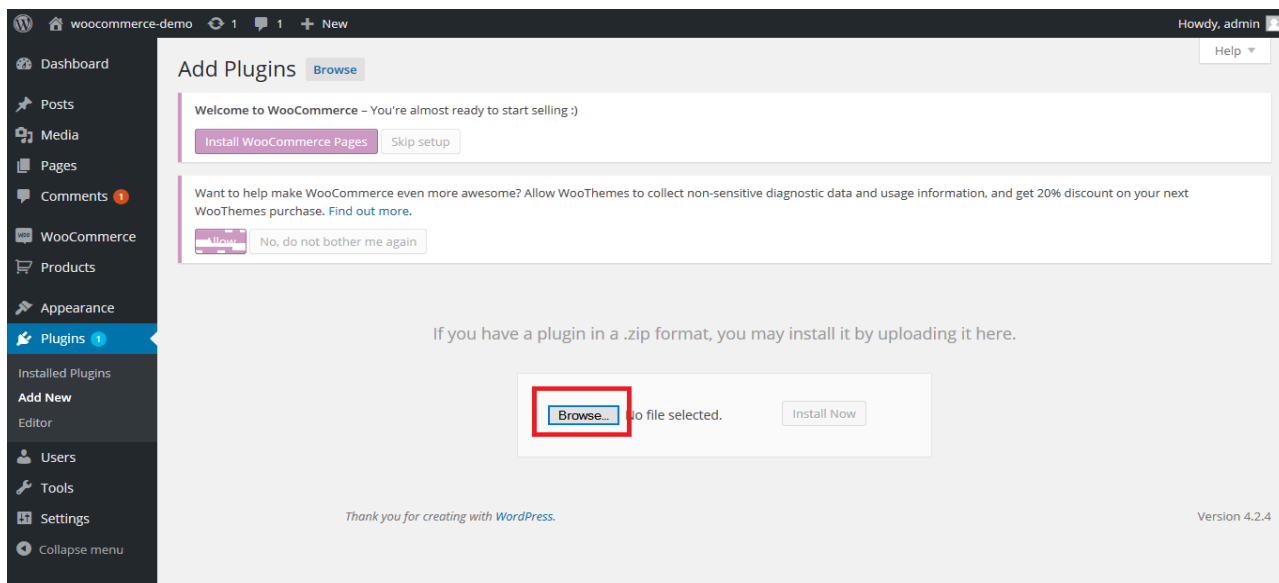 woocommerce-demo 1 1 + New Howdy, admin
Help
Dashboard
Posts
Media
Pages
Comments 1
WooCommerce
Products
Appearance
Plugins 1
Installed Plugins
Add New
Editor
Users
Tools
Settings
Collapse menu
Add Plugins Browse
Welcome to WooCommerce – You're almost ready to start selling :)
Install WooCommerce Pages Skip setup
Want to help make WooCommerce even more awesome? Allow WooThemes to collect non-sensitive diagnostic data and usage information, and get 20% discount on your next
WooThemes purchase. Find out more.
Allow No, do not bother me again
If you have a plugin in a .zip format, you may install it by uploading it here.
Browse... No file selected. Install Now
Thank you for creating with WordPress. Version 4.2.4